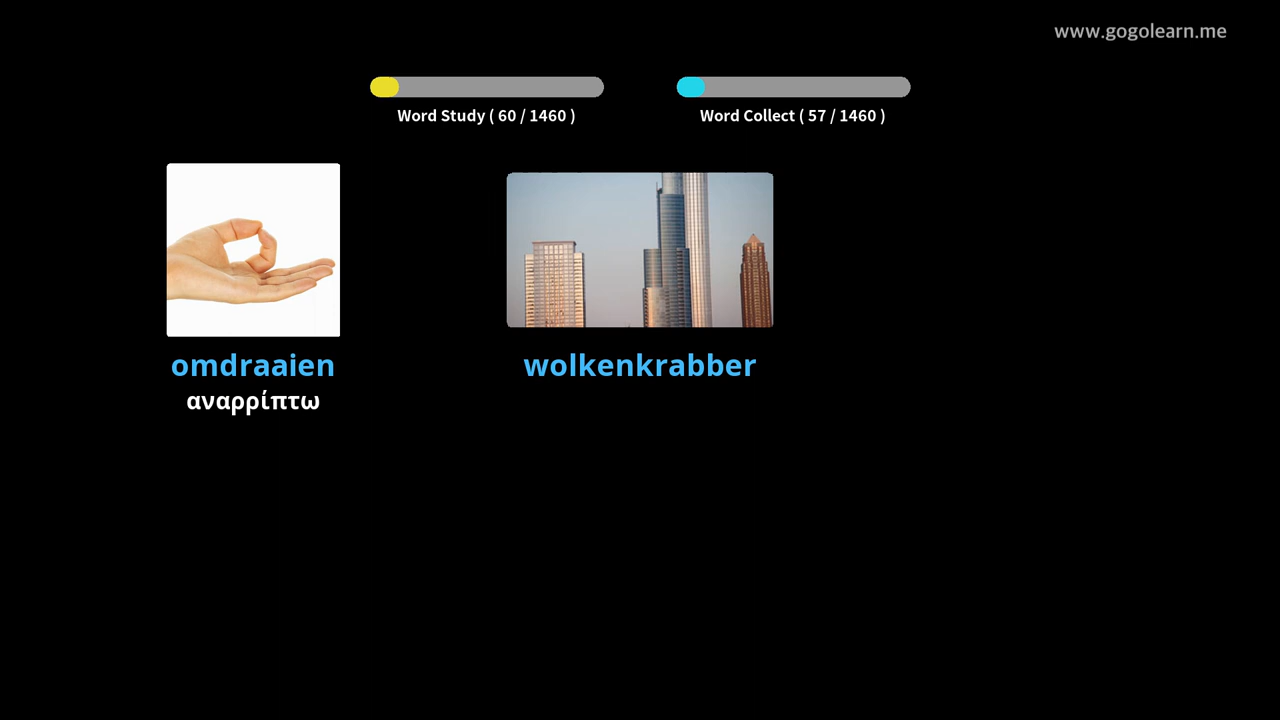 www.gogolearn.me
Word Study ( 60 / 1460 )
Word Collect ( 57 / 1460 )
omdraaien
αναρρίπτω
wolkenkrabber